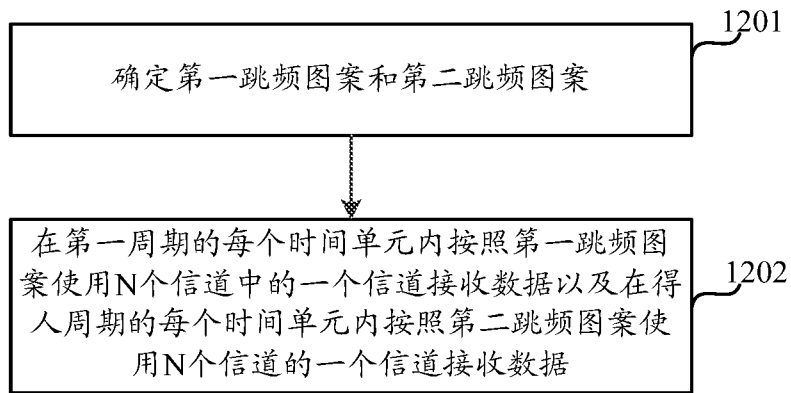 1201
确定第一跳频图案和第二跳频图案
在第一周期的每个时间单元内按照第一跳频图
案使用N个信道中的一个信道接收数据以及在得
人周期的每个时间单元内按照第二跳频图案使
用N个信道的一个信道接收数据
1202